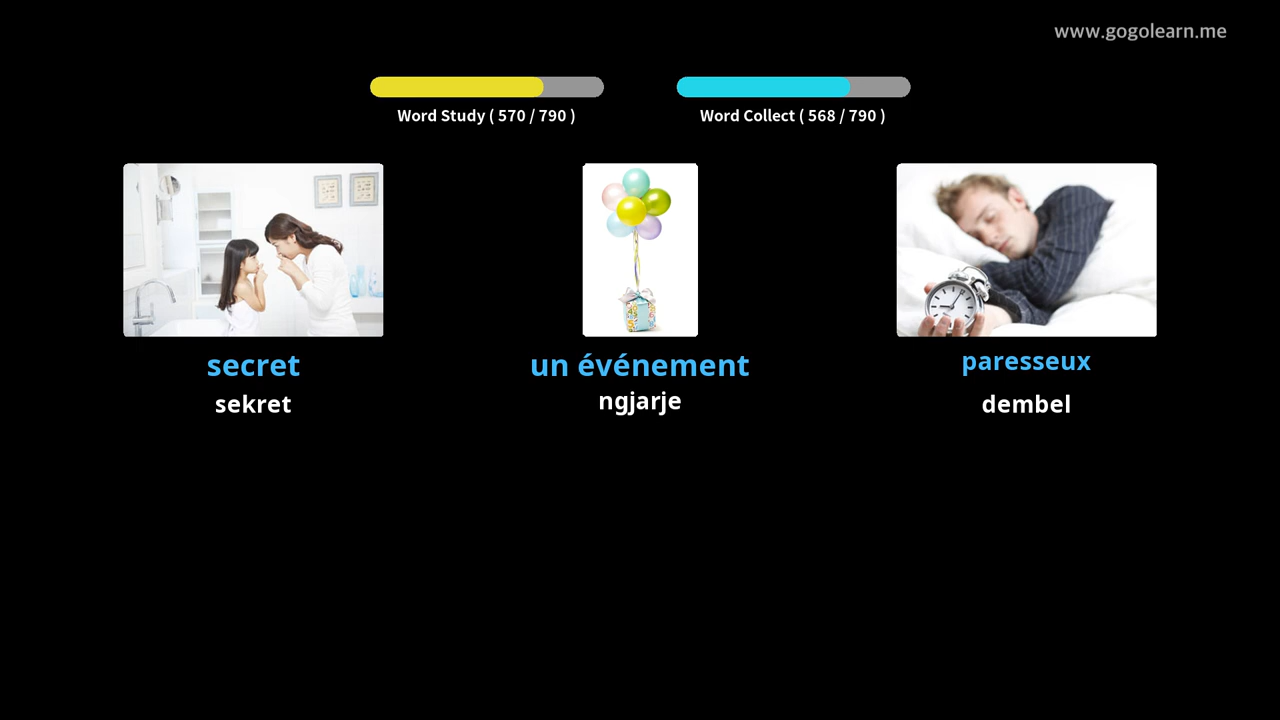 www.gogolearn.me
Word Study ( 570 / 790 )
Word Collect ( 568 / 790 )
secret
sekret
un événement
ngjarje
paresseux
dembel